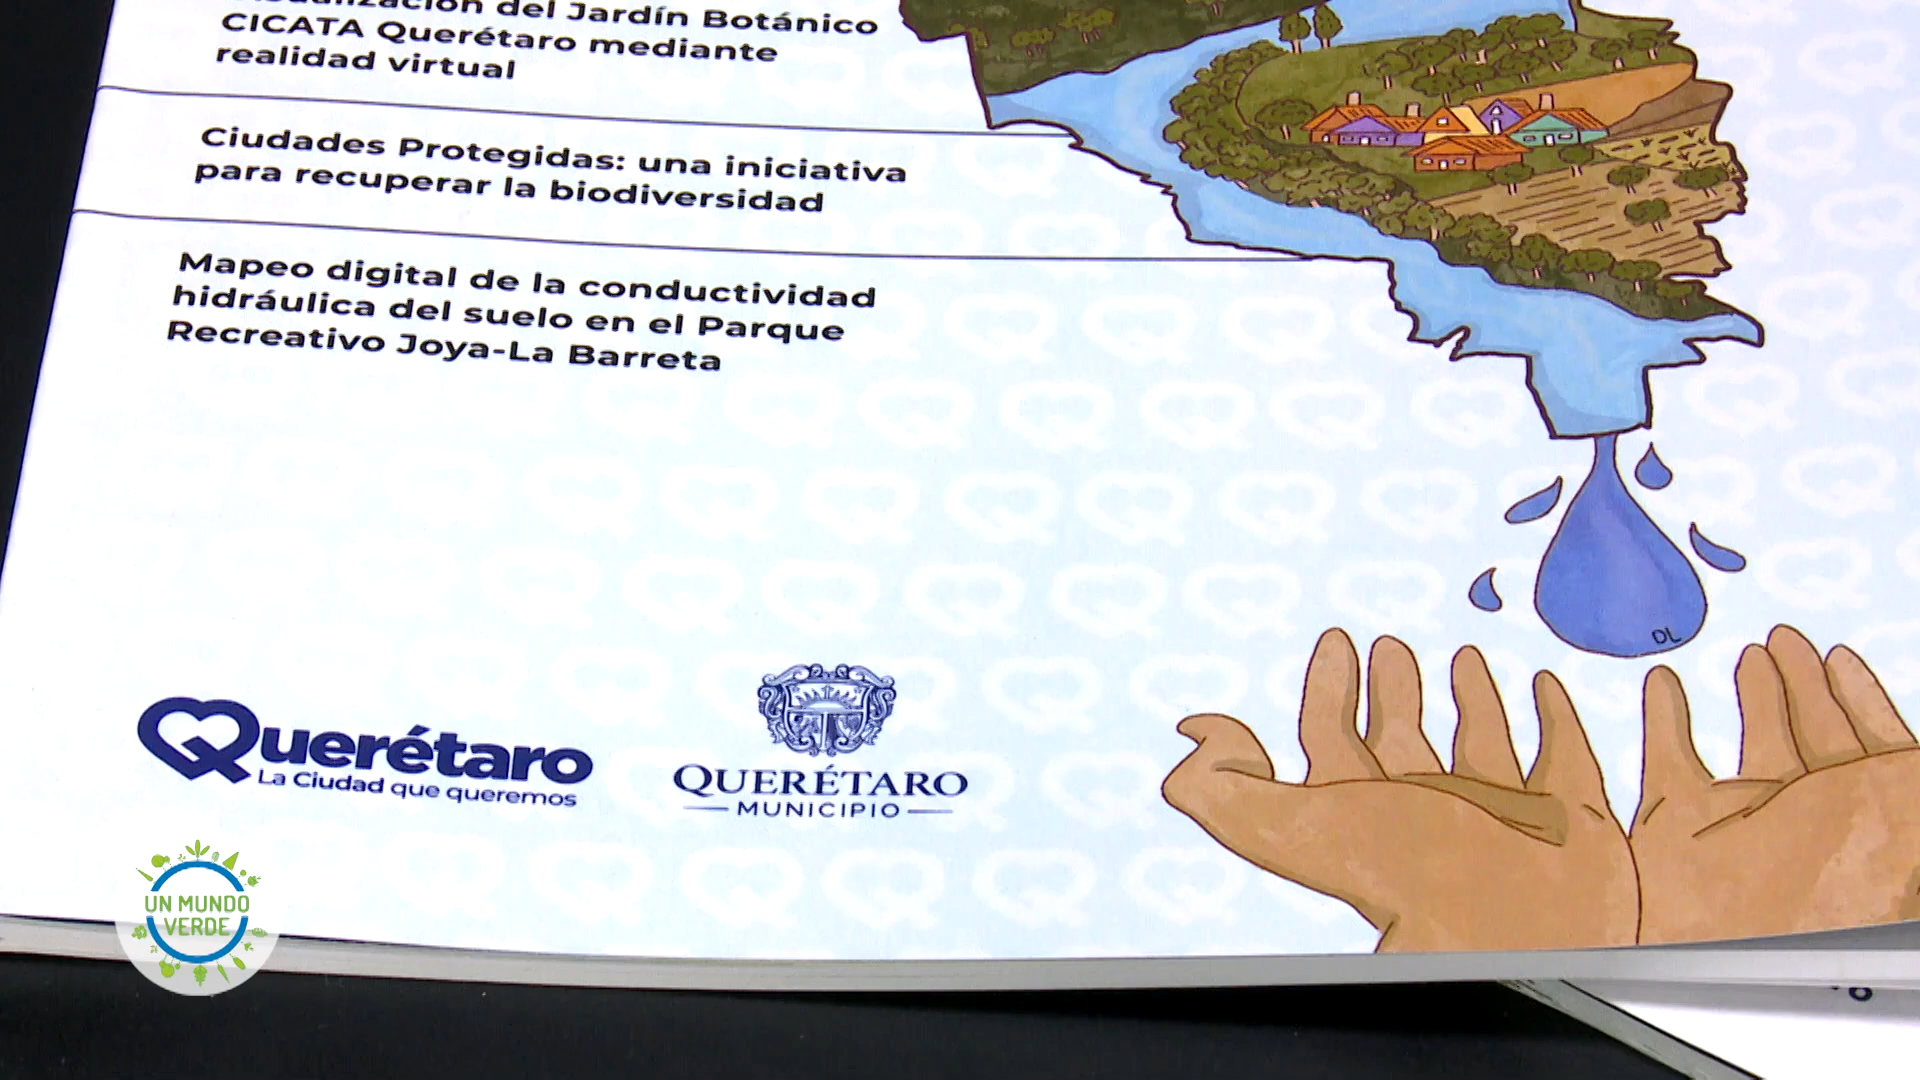 del Jardín Botánico
CICATA Querétaro mediante
realidad virtual
Ciudades Protegidas: una iniciativa
para recuperar la biodiversidad
Mapeo digital de la conductividad
hidráulica del suelo en el Parque
Recreativo Joya-La Barreta
DL
Querétaro
La Ciudad que queremos
QUERÉTARO
MUNICIPIO
UN MUNDO
VERDE